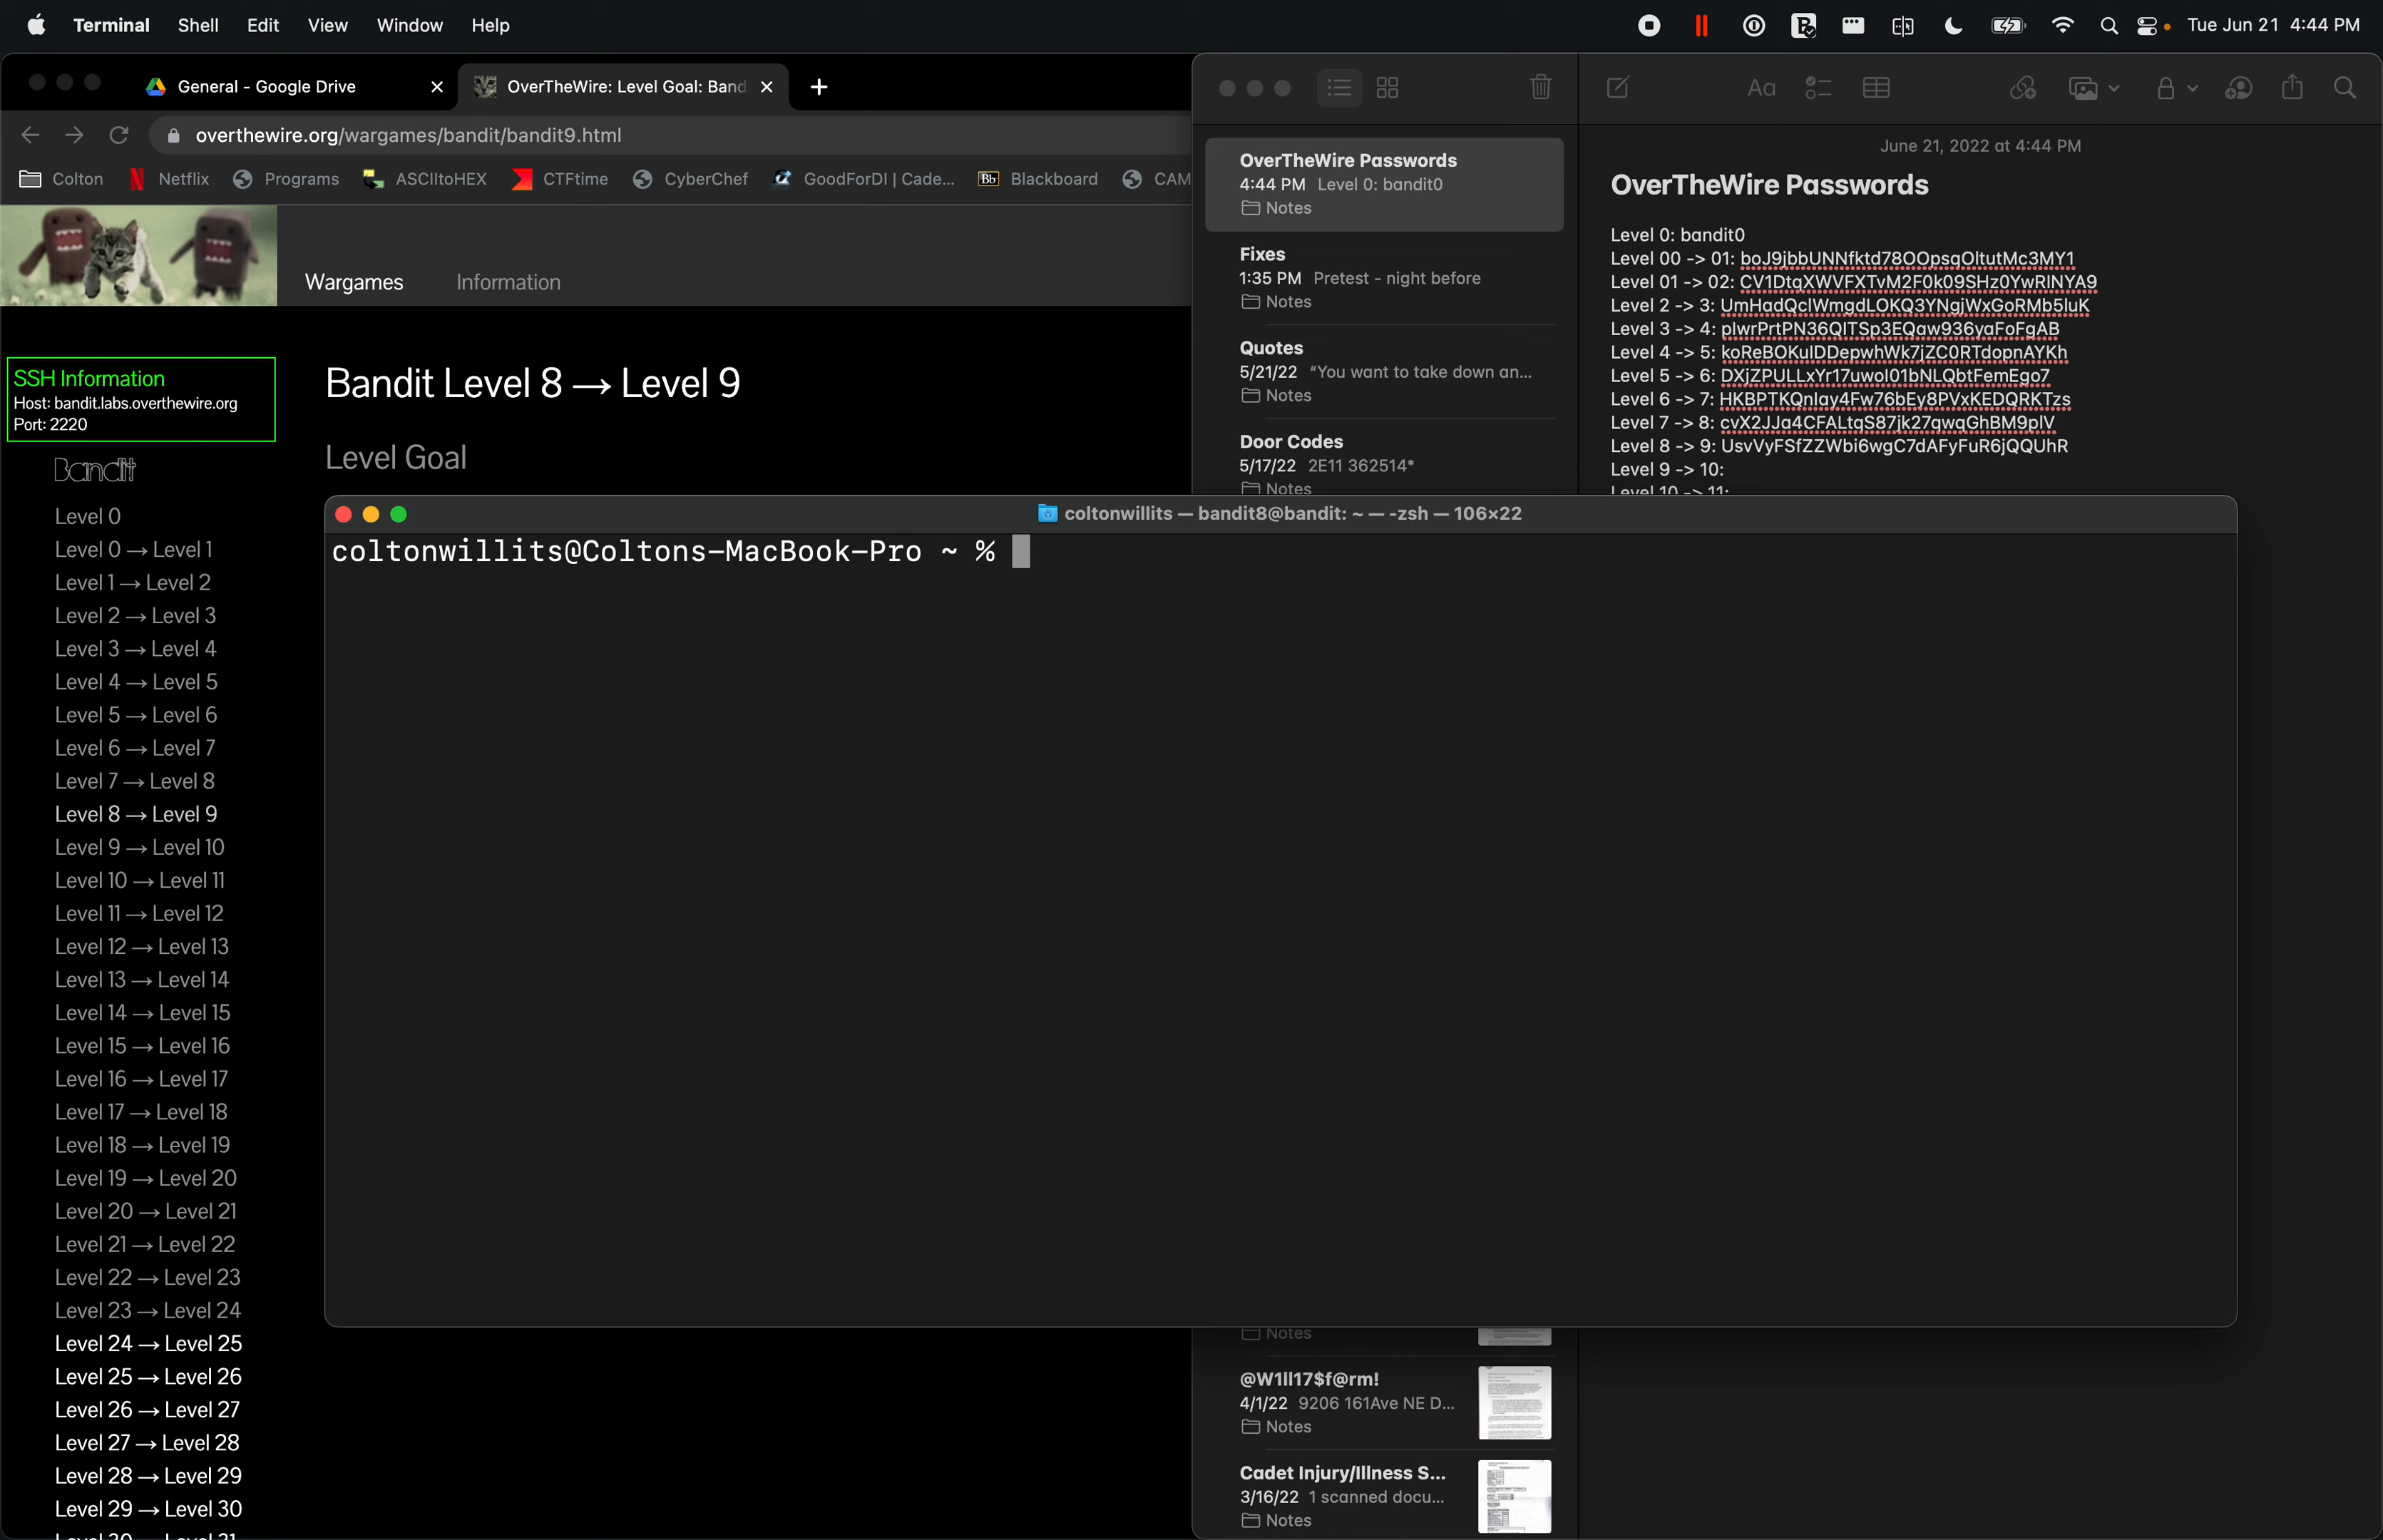 Terminal Shell Edit View Window Help
Tue Jun 21 4:44 PM
General - Google Drive
OverTheWire: Level Goal: Band
overthewire.org/wargames/bandit/bandit9.html
Colton Netflix Programs ASCIItoHEX CTFtime CyberChef GoodForDI | Cade... Bb Blackboard CAM
Wargames Information
SSH Information
Host: bandit.labs.overthewire.org
Port: 2220
Bandit
Level 0
Level 0 → Level 1
Level 1 → Level 2
Level 2 → Level 3
Level 3 → Level 4
Level 4 → Level 5
Level 5 → Level 6
Level 6 → Level 7
Level 7 → Level 8
Level 8 → Level 9
Level 9 → Level 10
Level 10 → Level 11
Level 11 → Level 12
Level 12 → Level 13
Level 13 → Level 14
Level 14 → Level 15
Level 15 → Level 16
Level 16 → Level 17
Level 17 → Level 18
Level 18 → Level 19
Level 19 → Level 20
Level 20 → Level 21
Level 21 → Level 22
Level 22 → Level 23
Level 23 → Level 24
Level 24 → Level 25
Level 25 → Level 26
Level 26 → Level 27
Level 27 → Level 28
Level 28 → Level 29
Level 29 → Level 30
Level 30 → Level 31
Bandit Level 8 → Level 9
Level Goal
OverTheWire Passwords
4:44 PM Level 0: bandit0
Notes
Fixes
1:35 PM Pretest - night before
Notes
Quotes
5/21/22 "You want to take down an...
Notes
Door Codes
5/17/22 2E11 362514*
Notes
Aa
June 21, 2022 at 4:44 PM
OverTheWire Passwords
Level 0: bandit0
Level 00 -> 01: boJ9jbbUNNfktd78OOpsqOltutMc3MY1
Level 01 -> 02: CV1DtqXWVFXTvM2F0k09SHz0YwRINYA9
Level 2 -> 3: UmHadQclWmgdLOKQ3YNgjWxGoRMb5luK
Level 3 -> 4: pIwrPrtPN36QITSp3EQaw936yaFoFgAB
Level 4 -> 5: koReBOKuIDDepwhWk7jZC0RTdopnAYKh
Level 5 -> 6: DXjZPULLxYr17uwoI01bNLQbtFemEgo7
Level 6 -> 7: HKBPTKQnIay4Fw76bEy8PVxKEDQRKTzs
Level 7 -> 8: cvX2JJa4CFALtqS87jk27qwqGhBM9plV
Level 8 -> 9: UsvVyFSfZZWbi6wgC7dAFyFuR6jQQUhR
Level 9 -> 10:
Level 10 -> 11:
coltonwillits — bandit8@bandit: ~ — -zsh — 106×22
coltonwillits@Coltons-MacBook-Pro ~ %
Notes
@W1ll17$f@rm!
4/1/22 9206 161Ave NE D...
Notes
Cadet Injury/Illness S...
3/16/22 1 scanned docu...
Notes